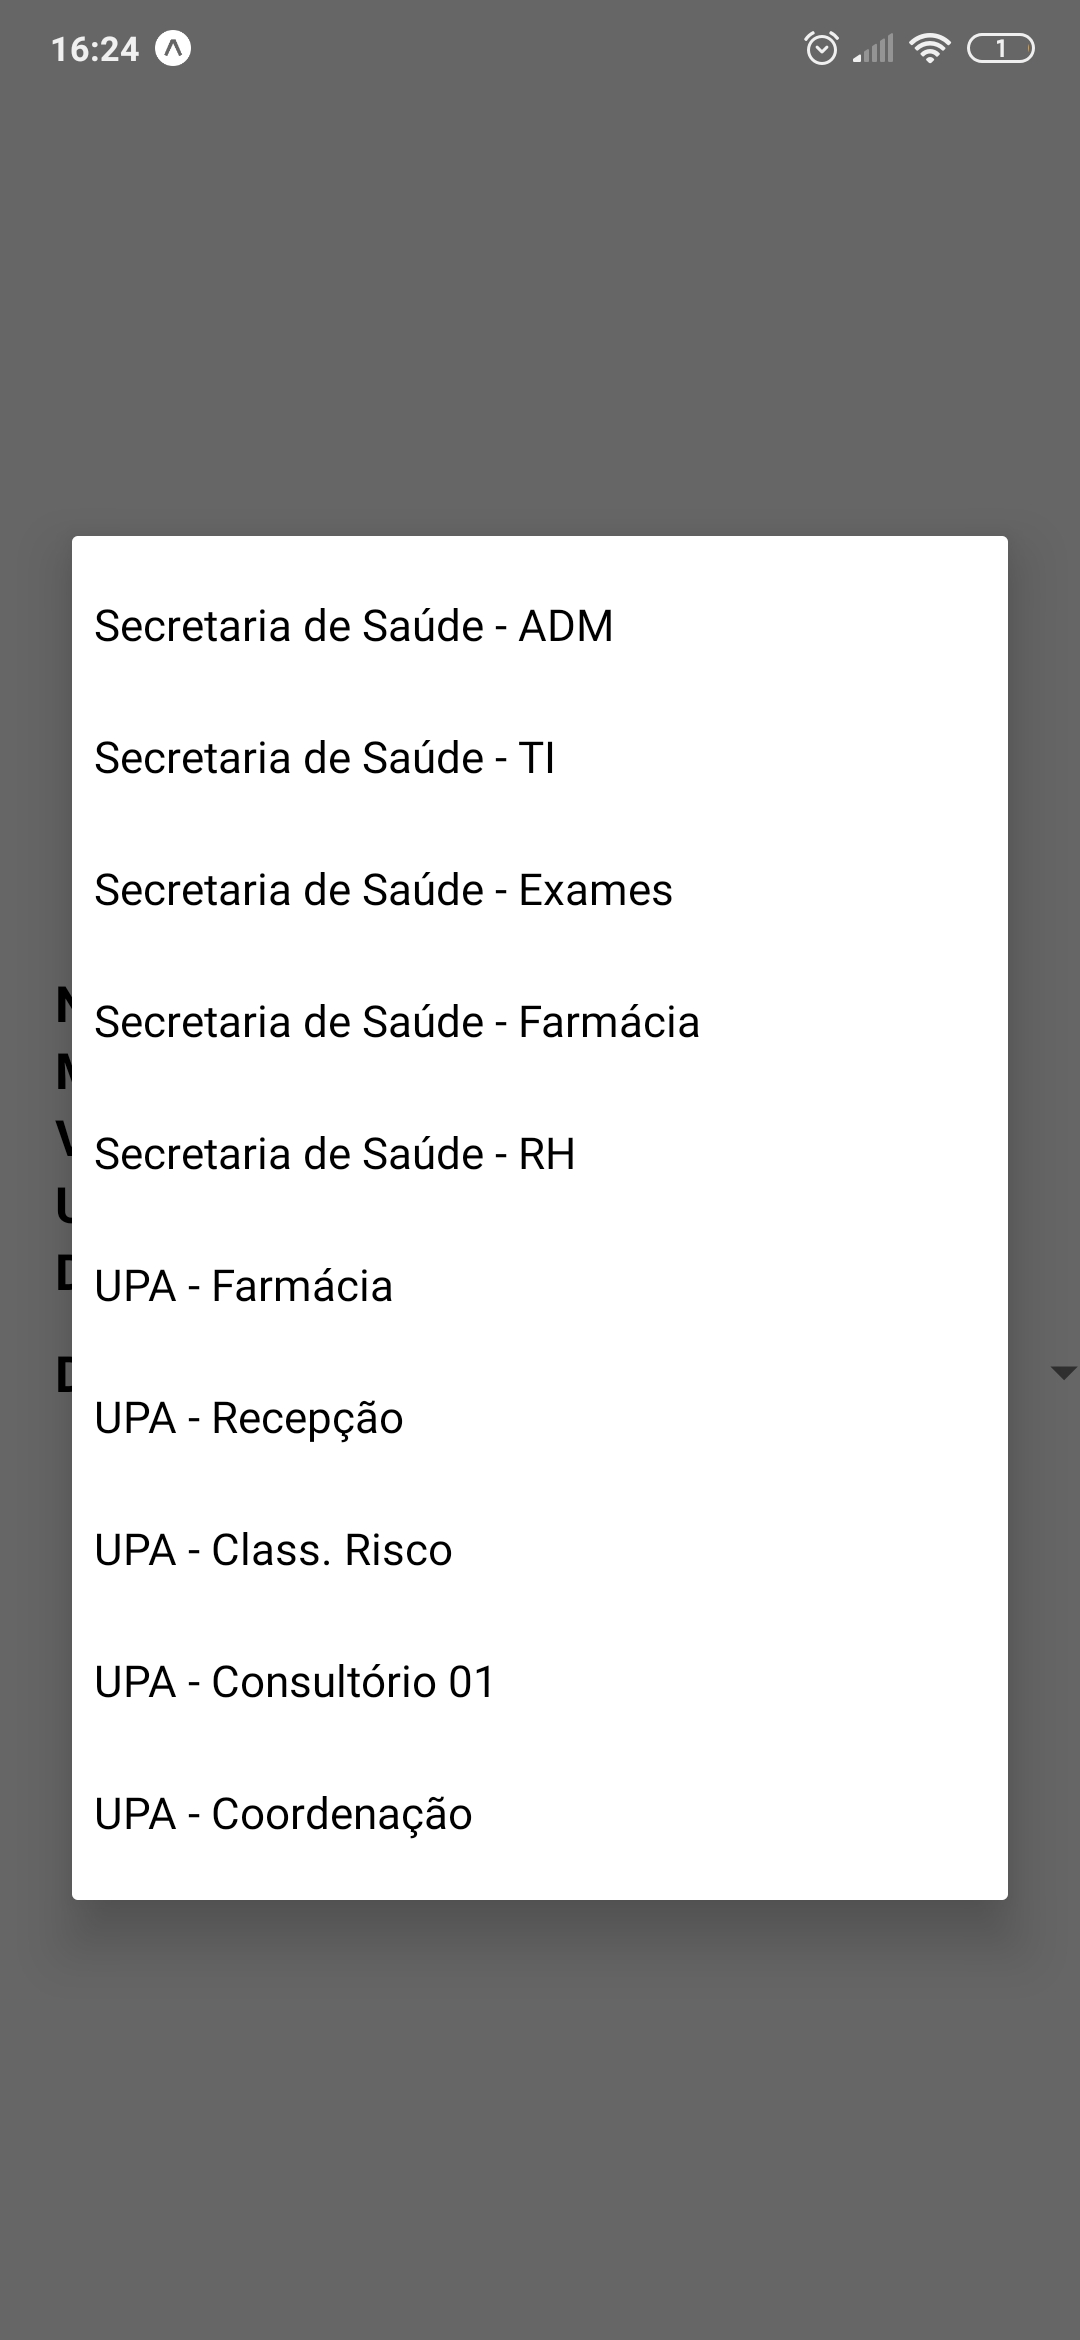 16:24
1
Secretaria de Saúde - ADM
Secretaria de Saúde - TI
Secretaria de Saúde - Exames
Secretaria de Saúde - Farmácia
Secretaria de Saúde - RH
UPA - Farmácia
UPA - Recepção
UPA - Class. Risco
UPA - Consultório 01
UPA - Coordenação